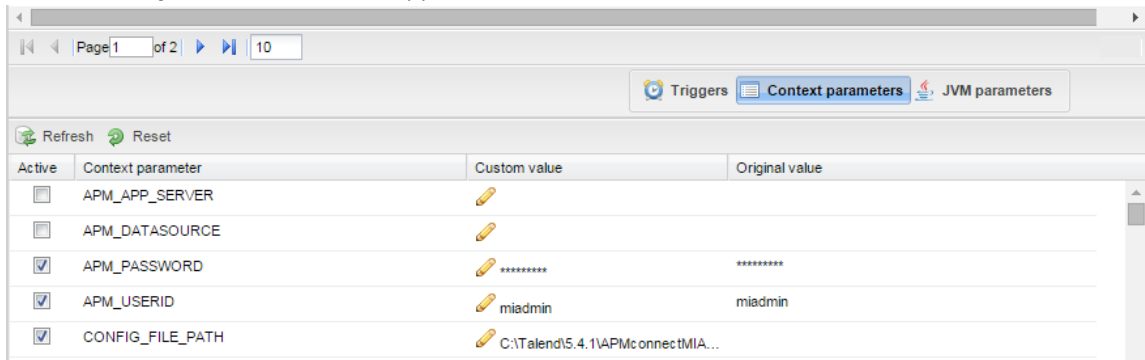 Page 1 of 2 10
Triggers Context parameters JVM parameters
Refresh Reset
Active Context parameter Custom value Original value
APM_APP_SERVER
APM_DATASOURCE
APM_PASSWORD ********* *********
APM_USERID miadmin miadmin
CONFIG_FILE_PATH C:\Talend\5.4.1\APMconnectMIA...